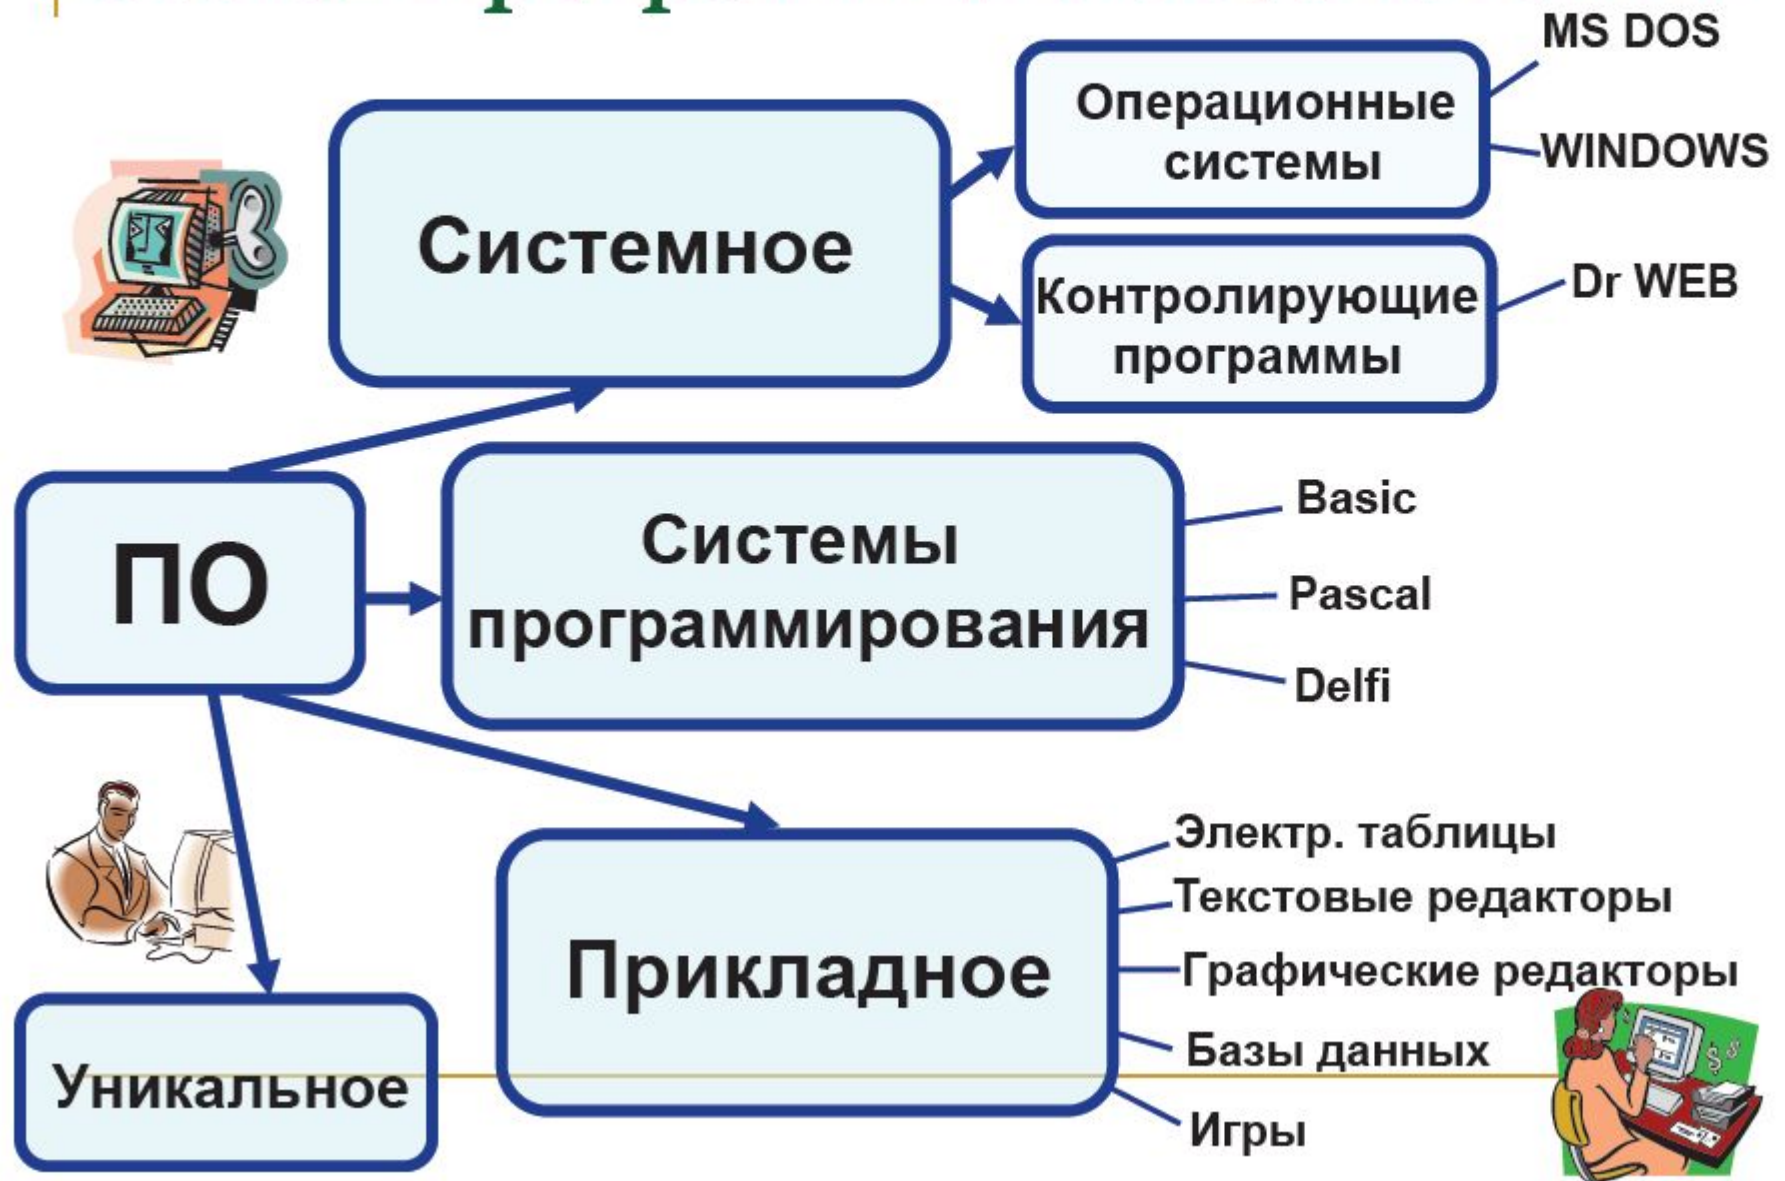 MS DOS
Операционные
системы
WINDOWS
Системное
Контролирующие
программы
Dr WEB
ПО
Системы
программирования
Basic
Pascal
Delfi
Прикладное
Электр. таблицы
Текстовые редакторы
Графические редакторы
Базы данных
Игры
Уникальное